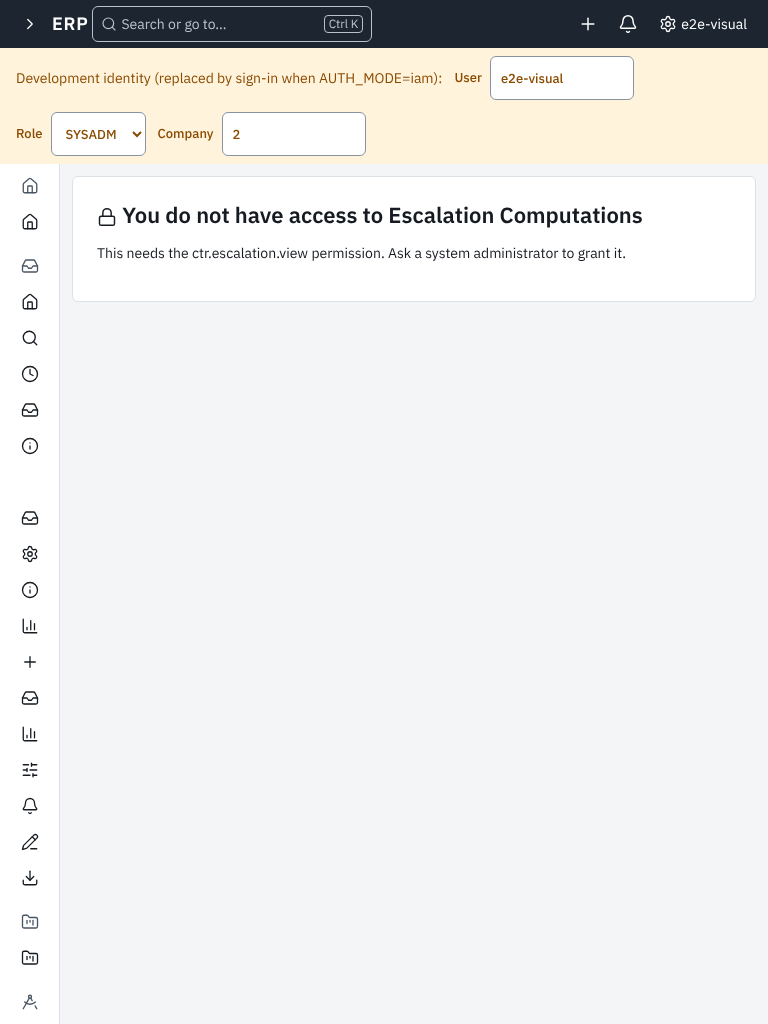 ERP
Search or go to... Ctrl K
e2e-visual
Development identity (replaced by sign-in when AUTH_MODE=iam): User e2e-visual
Role SYSADM Company 2
You do not have access to Escalation Computations
This needs the ctr.escalation.view permission. Ask a system administrator to grant it.